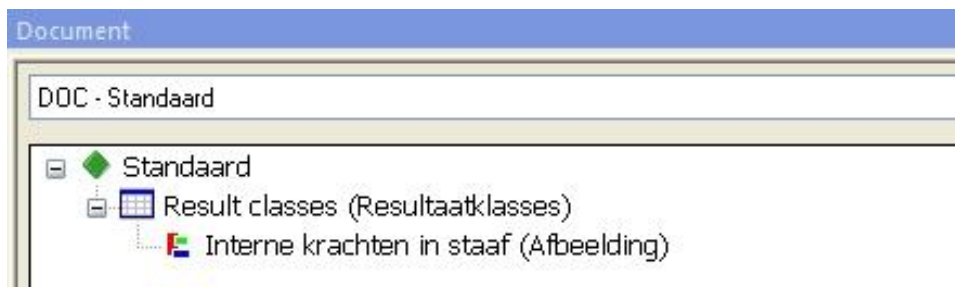 Document
DOC - Standaard
Standaard
Result classes (Resultaatklasses)
Interne krachten in staaf (Afbeelding)